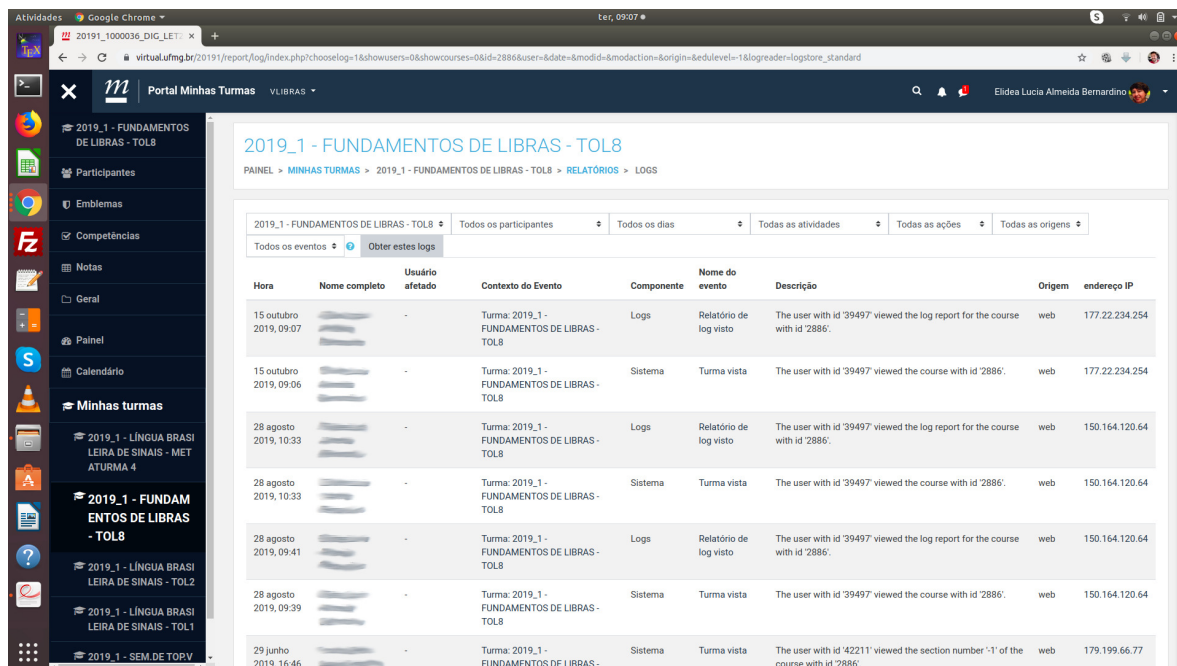 Atividades Google Chrome ter, 09:07
20191_1000036_DIG_LET
virtual.ufmg.br/20191/report/log/index.php?chooselog=1&showusers=0&showcourses=0&id=2886&user=&date=&modid=&modaction=&origin=&edulevel=-1&logreader=logstore_standard
Portal Minhas Turmas VLIBRAS Elidea Lucia Almeida Bernardino
2019_1 - FUNDAMENTOS
DE LIBRAS - TOL8
Participantes
Emblemas
Competências
Notas
Geral
Painel
Calendário
Minhas turmas
2019_1 - LÍNGUA BRASI
LEIRA DE SINAIS - MET
ATURMA 4
2019_1 - FUNDAM
ENTOS DE LIBRAS
- TOL8
2019_1 - LÍNGUA BRASI
LEIRA DE SINAIS - TOL2
2019_1 - LÍNGUA BRASI
LEIRA DE SINAIS - TOL1
2019_1 - SEM.DE TOP.V
2019_1 - FUNDAMENTOS DE LIBRAS - TOL8
PAINEL > MINHAS TURMAS > 2019_1 - FUNDAMENTOS DE LIBRAS - TOL8 > RELATÓRIOS > LOGS
2019_1 - FUNDAMENTOS DE LIBRAS - TOL8 Todos os participantes Todos os dias Todas as atividades Todas as ações Todas as origens
Todos os eventos Obter estes logs
Hora Nome completo Usuário afetado Contexto do Evento Componente Nome do evento Descrição Origem endereço IP
15 outubro - Turma: 2019_1 - Logs Relatório de The user with id '39497' viewed the log report for the course web 177.22.234.254
2019, 09:07 FUNDAMENTOS DE LIBRAS - log visto with id '2886'.
TOL8
15 outubro - Turma: 2019_1 - Sistema Turma vista The user with id '39497' viewed the course with id '2886'. web 177.22.234.254
2019, 09:06 FUNDAMENTOS DE LIBRAS -
TOL8
28 agosto - Turma: 2019_1 - Logs Relatório de The user with id '39497' viewed the log report for the course web 150.164.120.64
2019, 10:33 FUNDAMENTOS DE LIBRAS - log visto with id '2886'.
TOL8
28 agosto - Turma: 2019_1 - Sistema Turma vista The user with id '39497' viewed the course with id '2886'. web 150.164.120.64
2019, 10:33 FUNDAMENTOS DE LIBRAS -
TOL8
28 agosto - Turma: 2019_1 - Logs Relatório de The user with id '39497' viewed the log report for the course web 150.164.120.64
2019, 09:41 FUNDAMENTOS DE LIBRAS - log visto with id '2886'.
TOL8
28 agosto - Turma: 2019_1 - Sistema Turma vista The user with id '39497' viewed the course with id '2886'. web 150.164.120.64
2019, 09:39 FUNDAMENTOS DE LIBRAS -
TOL8
29 junho - Turma: 2019_1 - Sistema Turma vista The user with id '42211' viewed the section number '-1' of the web 179.199.66.77
2019, 16:46 FUNDAMENTOS DE LIBRAS - course with id '2886'.